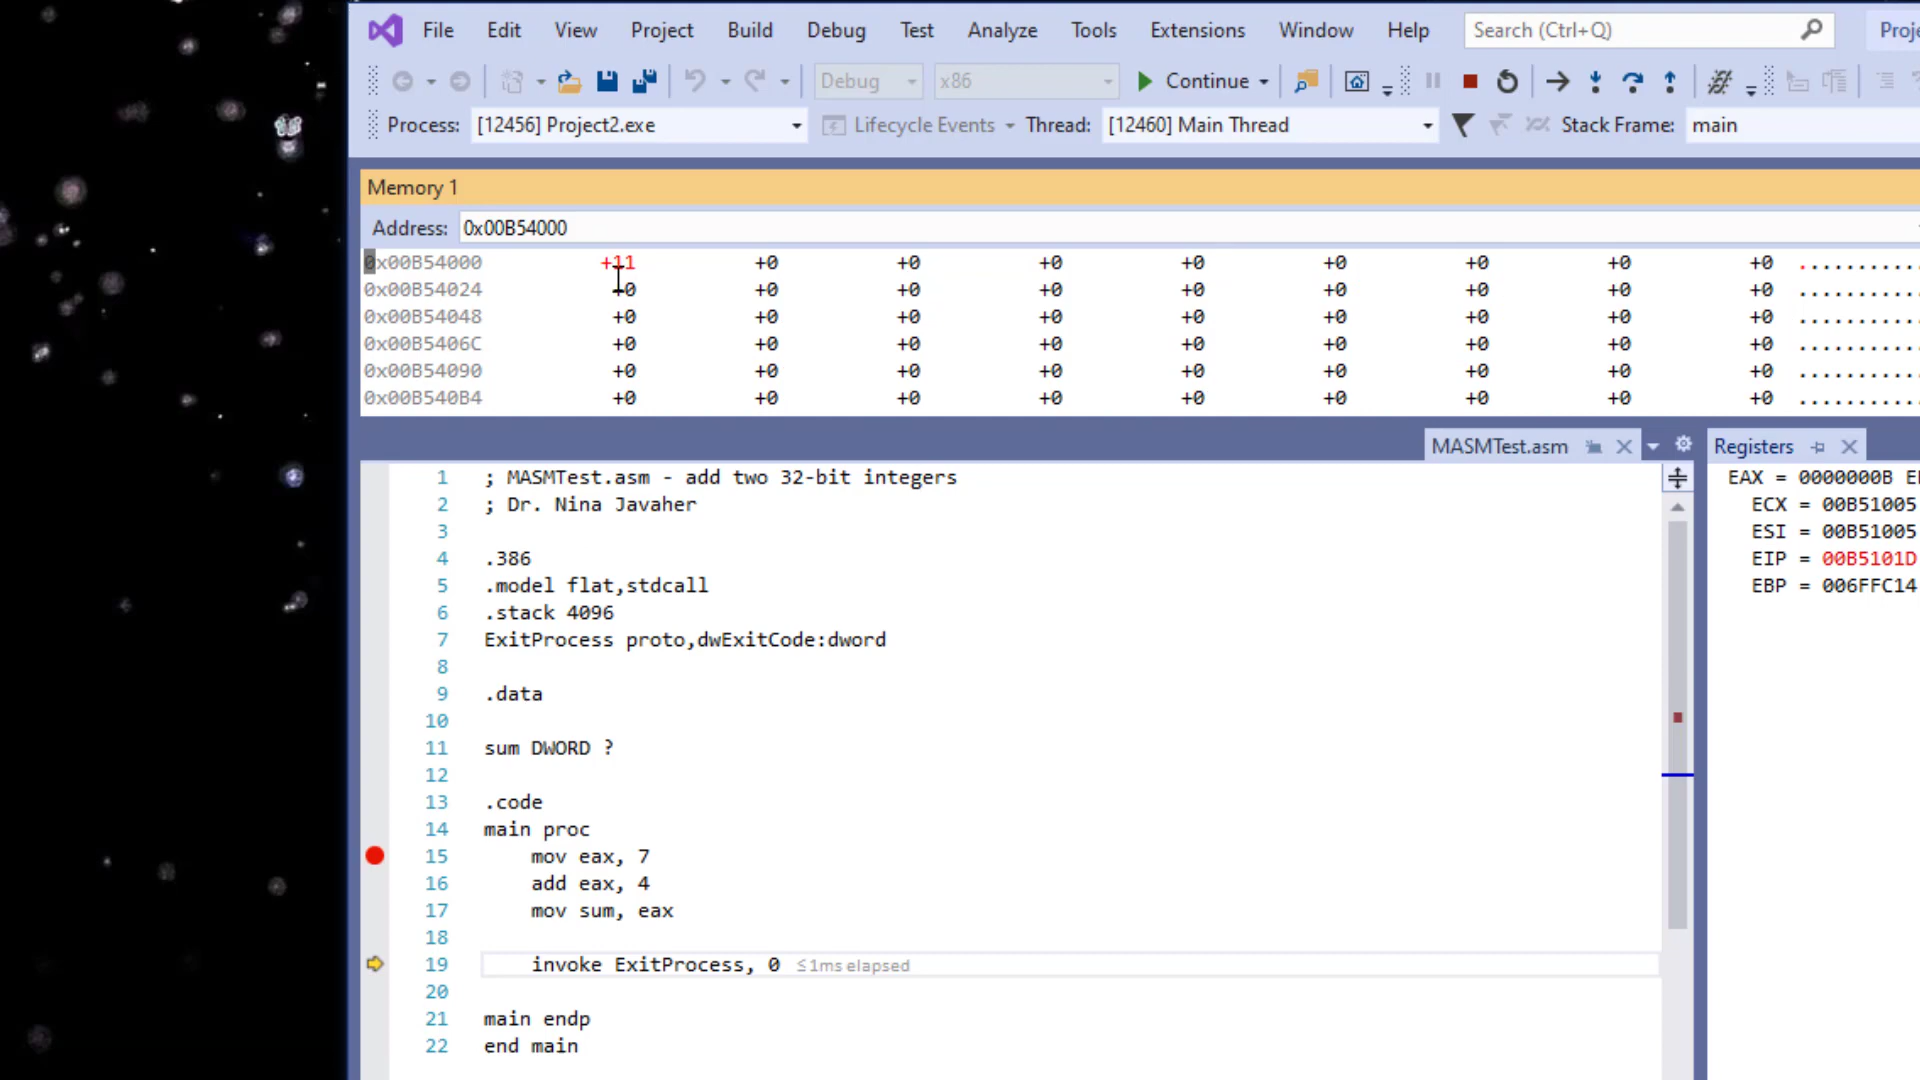 File Edit View Project Build Debug Test Analyze Tools Extensions Window Help Search (Ctrl+Q)
Debug x86 Continue
Process: [12456] Project2.exe Lifecycle Events Thread: [12460] Main Thread Stack Frame: main
Memory 1
Address: 0x00B54000
0x00B54000 +11 +0 +0 +0 +0 +0 +0 +0 +0 ...........
0x00B54024 +0 +0 +0 +0 +0 +0 +0 +0 +0 ...........
0x00B54048 +0 +0 +0 +0 +0 +0 +0 +0 +0 ...........
0x00B5406C +0 +0 +0 +0 +0 +0 +0 +0 +0 ...........
0x00B54090 +0 +0 +0 +0 +0 +0 +0 +0 +0 ...........
0x00B540B4 +0 +0 +0 +0 +0 +0 +0 +0 +0 ...........
MASMTest.asm
1 ; MASMTest.asm - add two 32-bit integers
2 ; Dr. Nina Javaher
3
4 .386
5 .model flat,stdcall
6 .stack 4096
7 ExitProcess proto,dwExitCode:dword
8
9 .data
10
11 sum DWORD ?
12
13 .code
14 main proc
15 mov eax, 7
16 add eax, 4
17 mov sum, eax
18
19 invoke ExitProcess, 0 ≤1ms elapsed
20
21 main endp
22 end main
Registers
EAX = 0000000B
ECX = 00B51005
ESI = 00B51005
EIP = 00B5101D
EBP = 006FFC14